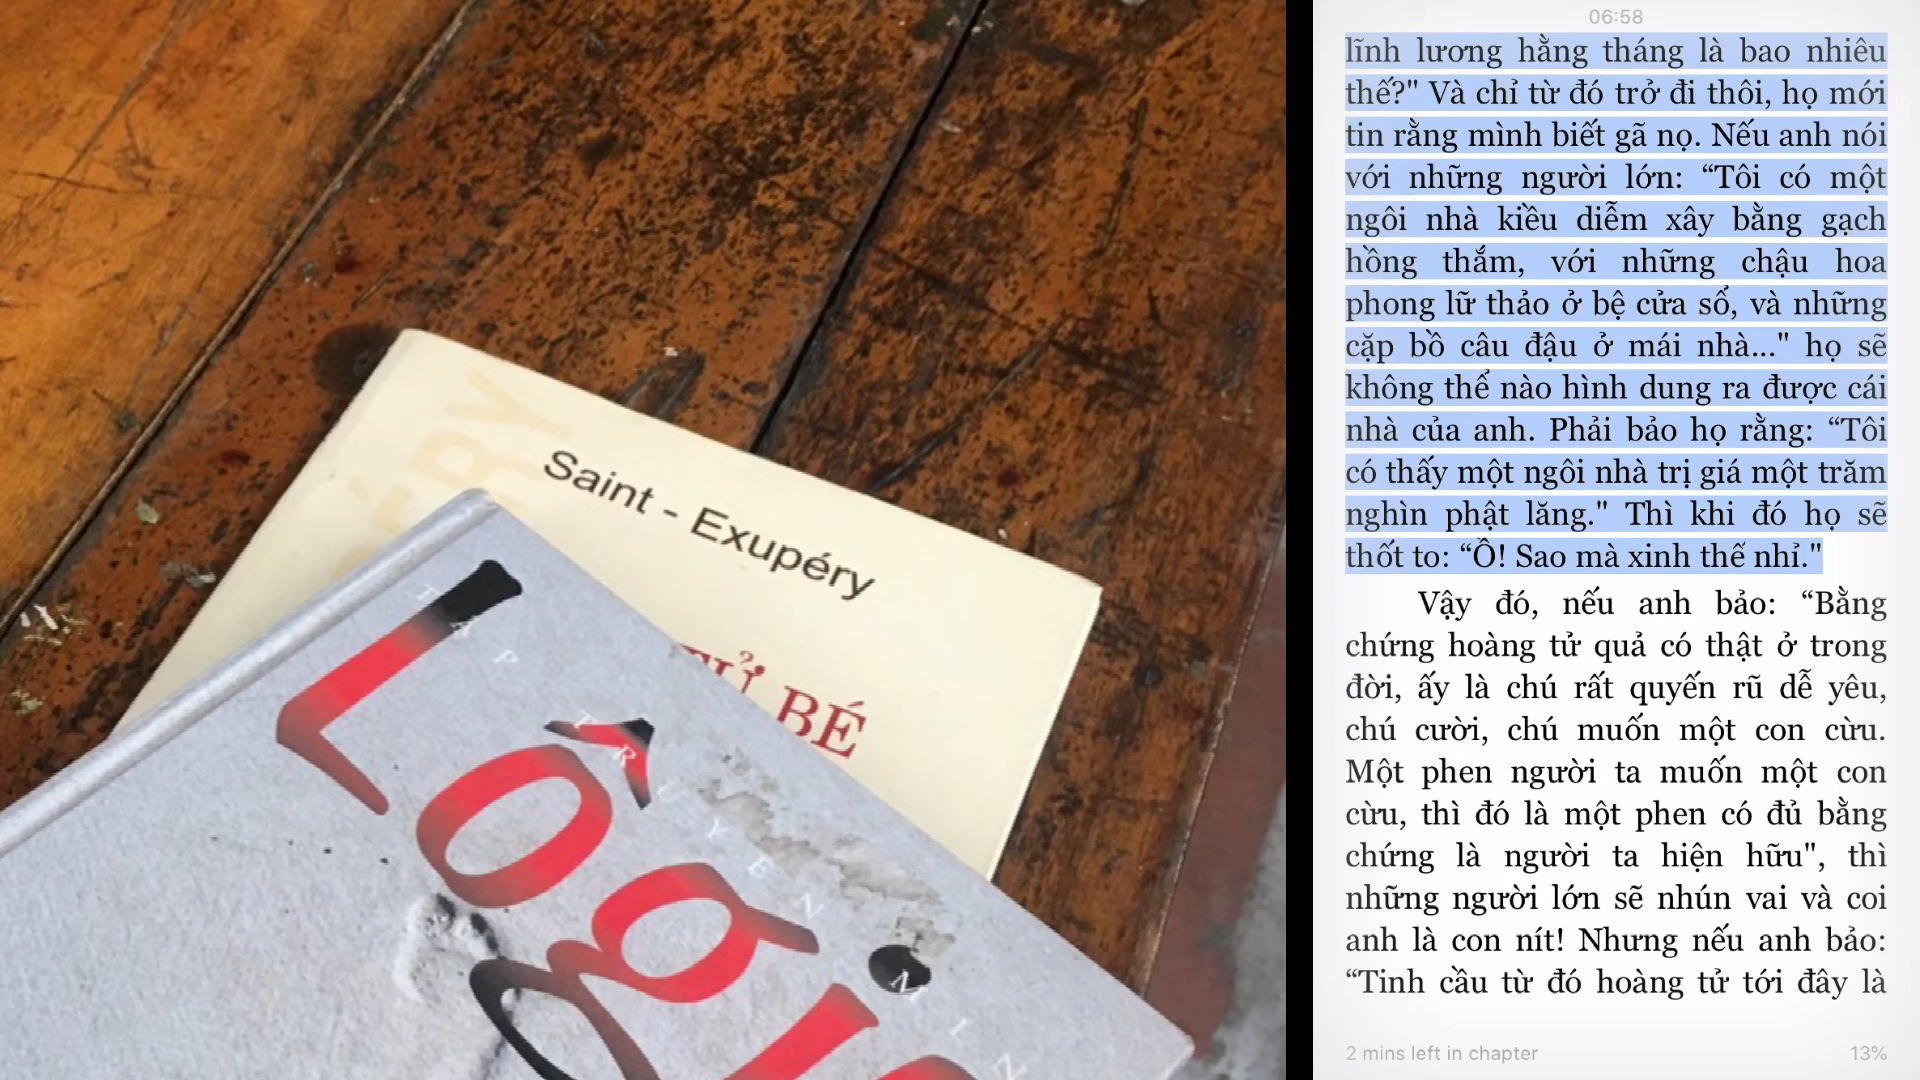 Saint - Exupéry
BÉ
TẬP TRUYỆN
Lôgic
06:58
lĩnh lương hằng tháng là bao nhiêu
thế?" Và chỉ từ đó trở đi thôi, họ mới
tin rằng mình biết gã nọ. Nếu anh nói
với những người lớn: “Tôi có một
ngôi nhà kiều diễm xây bằng gạch
hồng thắm, với những chậu hoa
phong lữ thảo ở bệ cửa sổ, và những
cặp bồ câu đậu ở mái nhà..." họ sẽ
không thể nào hình dung ra được cái
nhà của anh. Phải bảo họ rằng: “Tôi
có thấy một ngôi nhà trị giá một trăm
nghìn phật lăng." Thì khi đó họ sẽ
thốt to: “Ồ! Sao mà xinh thế nhỉ."
Vậy đó, nếu anh bảo: “Bằng
chứng hoàng tử quả có thật ở trong
đời, ấy là chú rất quyến rũ dễ yêu,
chú cười, chú muốn một con cừu.
Một phen người ta muốn một con
cừu, thì đó là một phen có đủ bằng
chứng là người ta hiện hữu", thì
những người lớn sẽ nhún vai và coi
anh là con nít! Nhưng nếu anh bảo:
“Tinh cầu từ đó hoàng tử tới đây là
2 mins left in chapter
13%